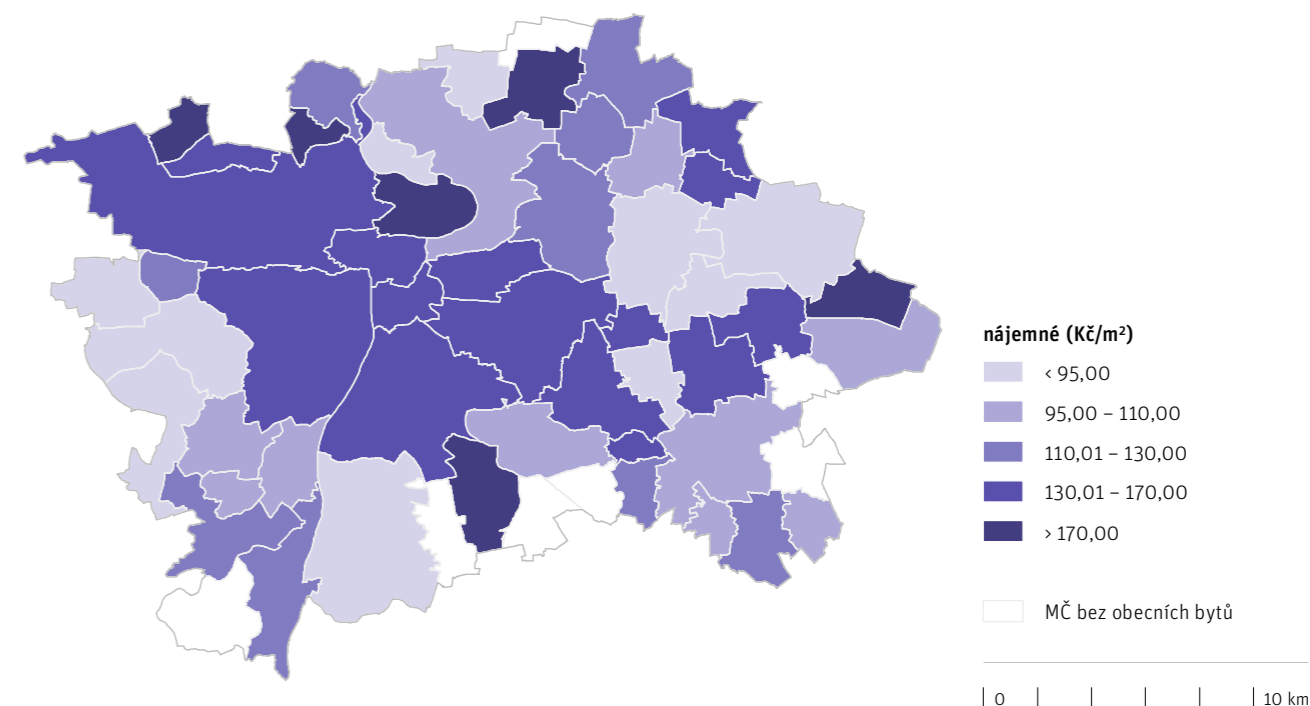 nájemné (Kč/m²)
< 95,00
95,00 – 110,00
110,01 – 130,00
130,01 – 170,00
> 170,00
MČ bez obecních bytů
0 10 km